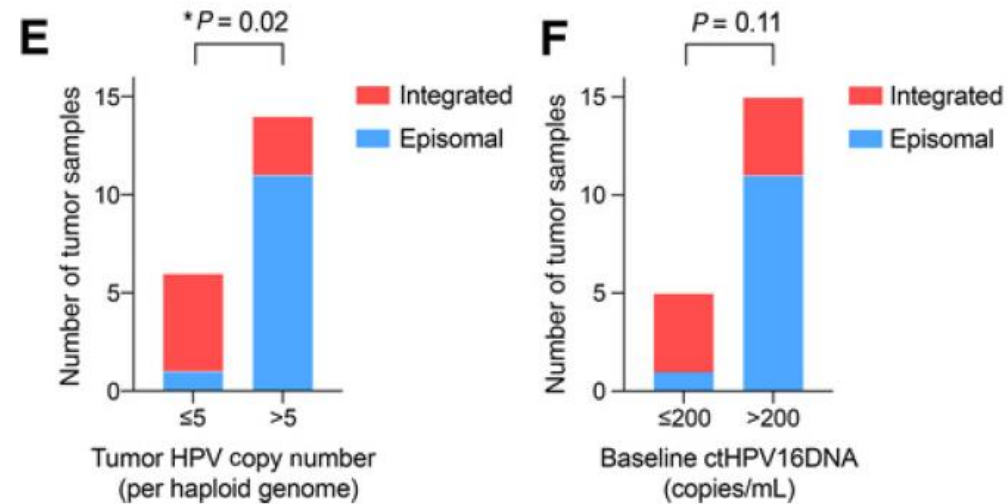 E
* P = 0.02
Number of tumor samples
15
10
5
0
≤5
>5
Tumor HPV copy number
(per haploid genome)
Integrated
Episomal
F
P = 0.11
Number of tumor samples
15
10
5
0
≤200
>200
Baseline ctHPV16DNA
(copies/mL)
Integrated
Episomal